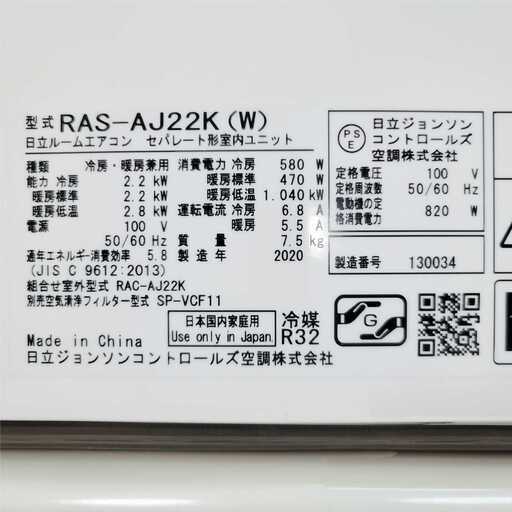 型式 RAS-AJ22K (W)
日立ルームエアコン セパレート形室内ユニット
種類 冷房・暖房兼用
能力 冷房 2.2 kW
暖房標準 2.2 kW
暖房低温 2.8 kW
電源 100 V
50/60 Hz
通年エネルギー消費効率 5.8
(JIS C 9612:2013)
消費電力 冷房 580 W
暖房標準 470 W
暖房低温 1.040 kW
運転電流 冷房 6.8 A
暖房 5.5 A
質量 7.5 kg
製造年 2020
組合せ室外型式 RAC-AJ22K
別売空気清浄フィルター型式 SP-VCF11
日本国内家庭用
Use only in Japan.
冷媒
R32
Made in China
日立ジョンソンコントロールズ空調株式会社
PS
E
日立ジョンソン
コントロールズ
空調株式会社
定格電圧 100 V
定格周波数 50/60 Hz
電動機の定
格消費電力 820 W
製造番号 130034
G